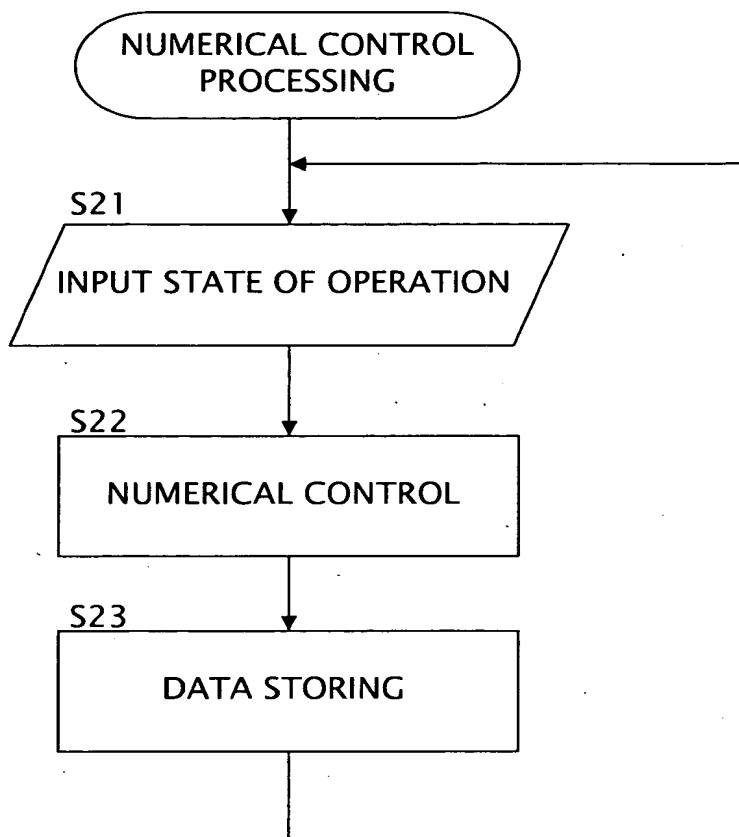 NUMERICAL CONTROL
PROCESSING
S21
INPUT STATE OF OPERATION
S22
NUMERICAL CONTROL
S23
DATA STORING